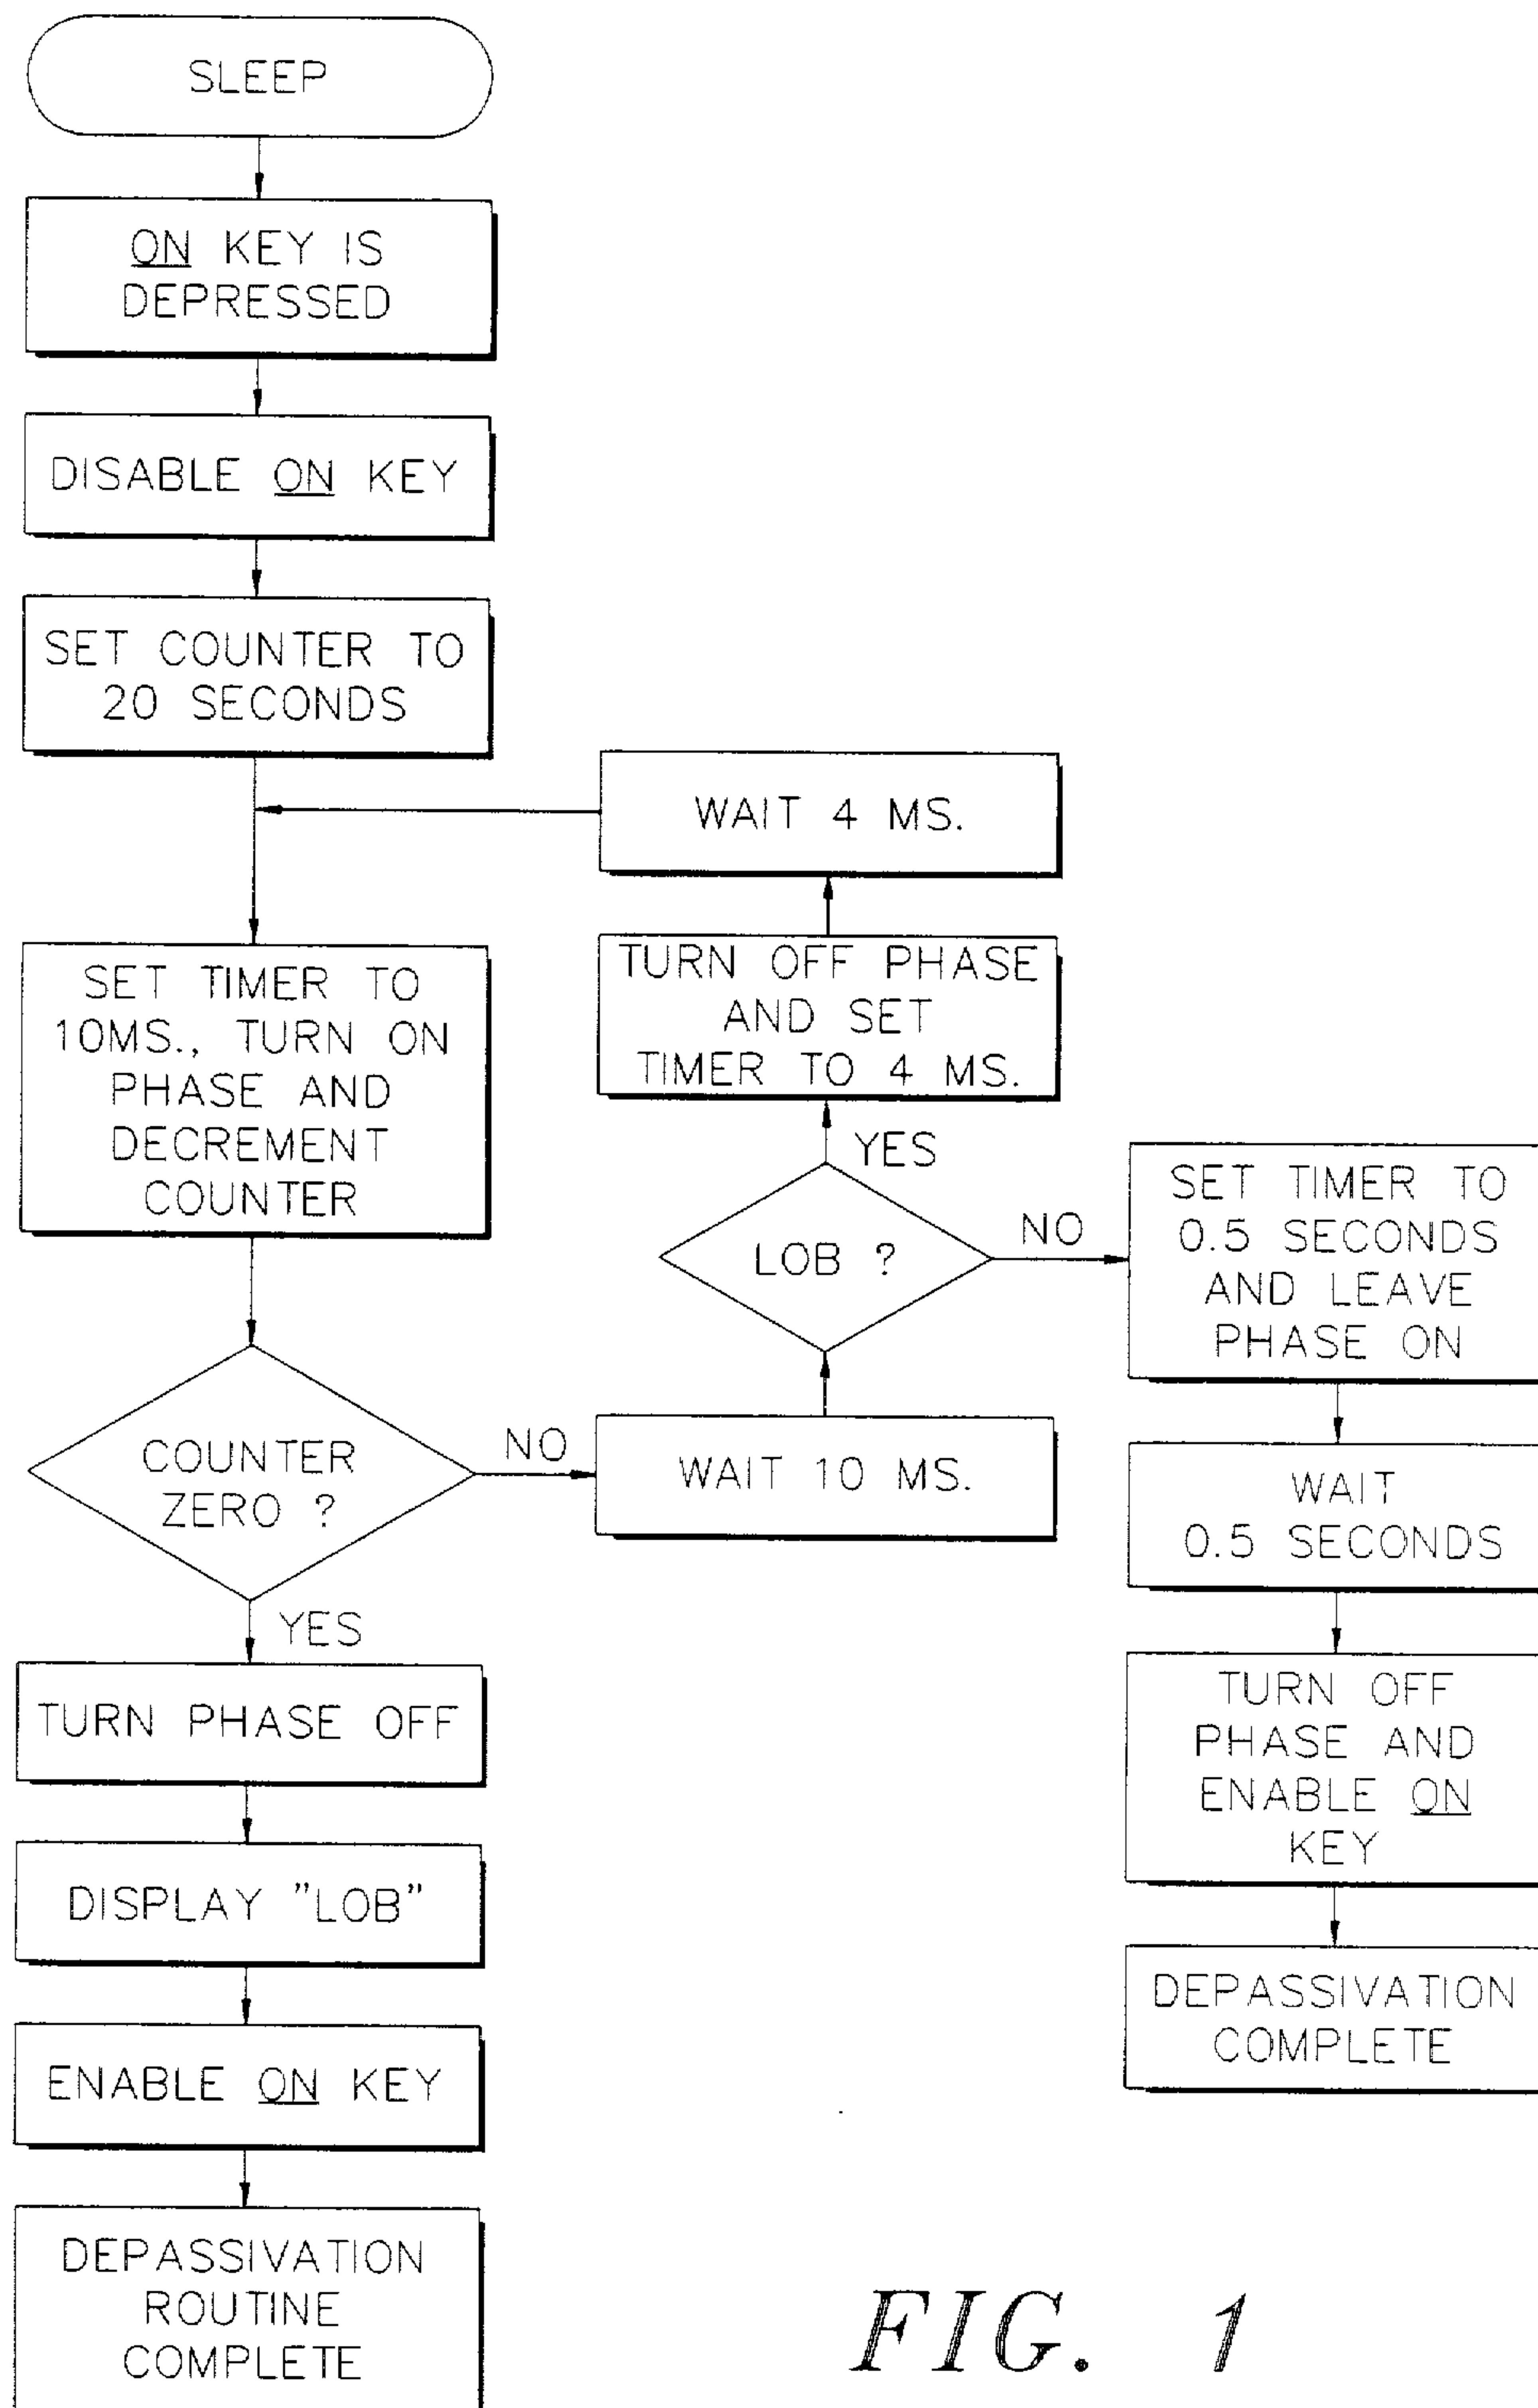 SLEEP
ON KEY IS
DEPRESSED
DISABLE ON KEY
SET COUNTER TO
20 SECONDS
WAIT 4 MS.
SET TIMER TO
10MS., TURN ON
PHASE AND
DECREMENT
COUNTER
TURN OFF PHASE
AND SET
TIMER TO 4 MS.
YES
LOB ?
NO
SET TIMER TO
0.5 SECONDS
AND LEAVE
PHASE ON
COUNTER
ZERO ?
NO
WAIT 10 MS.
WAIT
0.5 SECONDS
YES
TURN PHASE OFF
TURN OFF
PHASE AND
ENABLE ON
KEY
DISPLAY "LOB"
DEPASSIVATION
COMPLETE
ENABLE ON KEY
DEPASSIVATION
ROUTINE
COMPLETE
FIG. 1